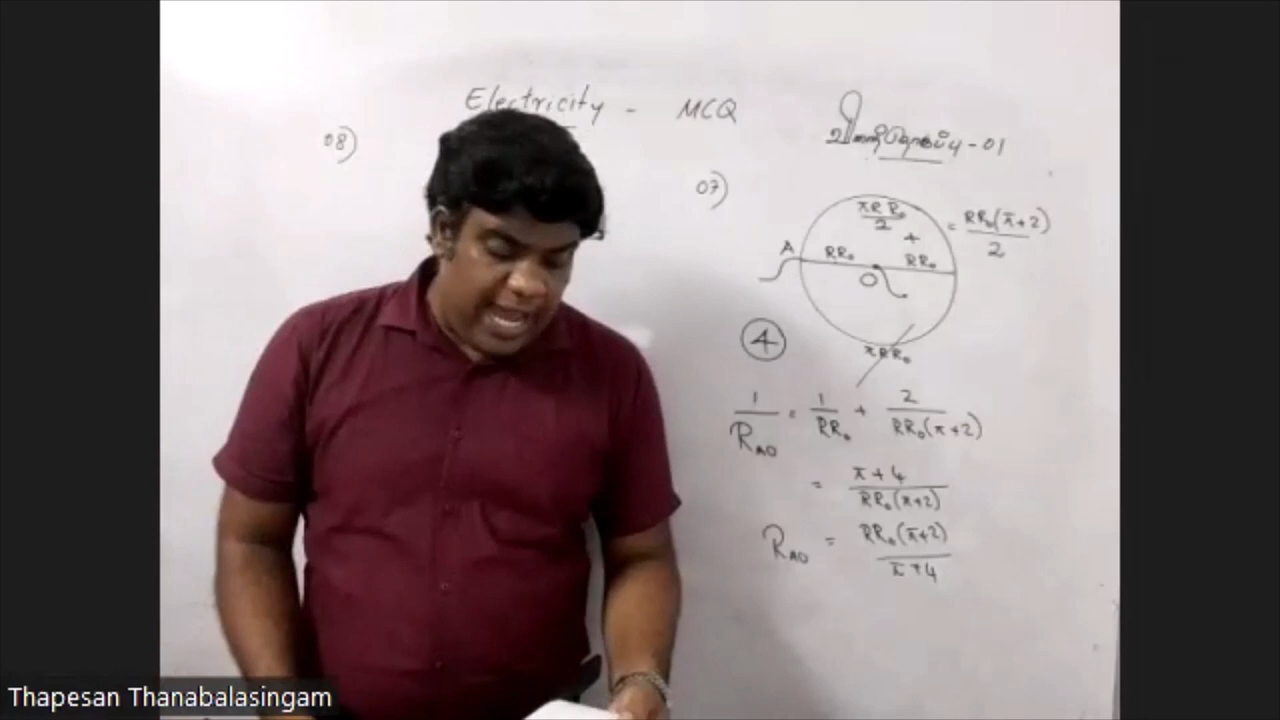 Electricity - MCQ
வினாத்தொகுப்பு - 01
08)
07)
πRR₀/2
+
= RR₀(π+2)/2
A RR₀ RR₀
O
④
πRR₀
1/R_AO = 1/RR₀ + 2/RR₀(π+2)
= π+4/RR₀(π+2)
R_AO = RR₀(π+2)/π+4
Thapesan Thanabalasingam